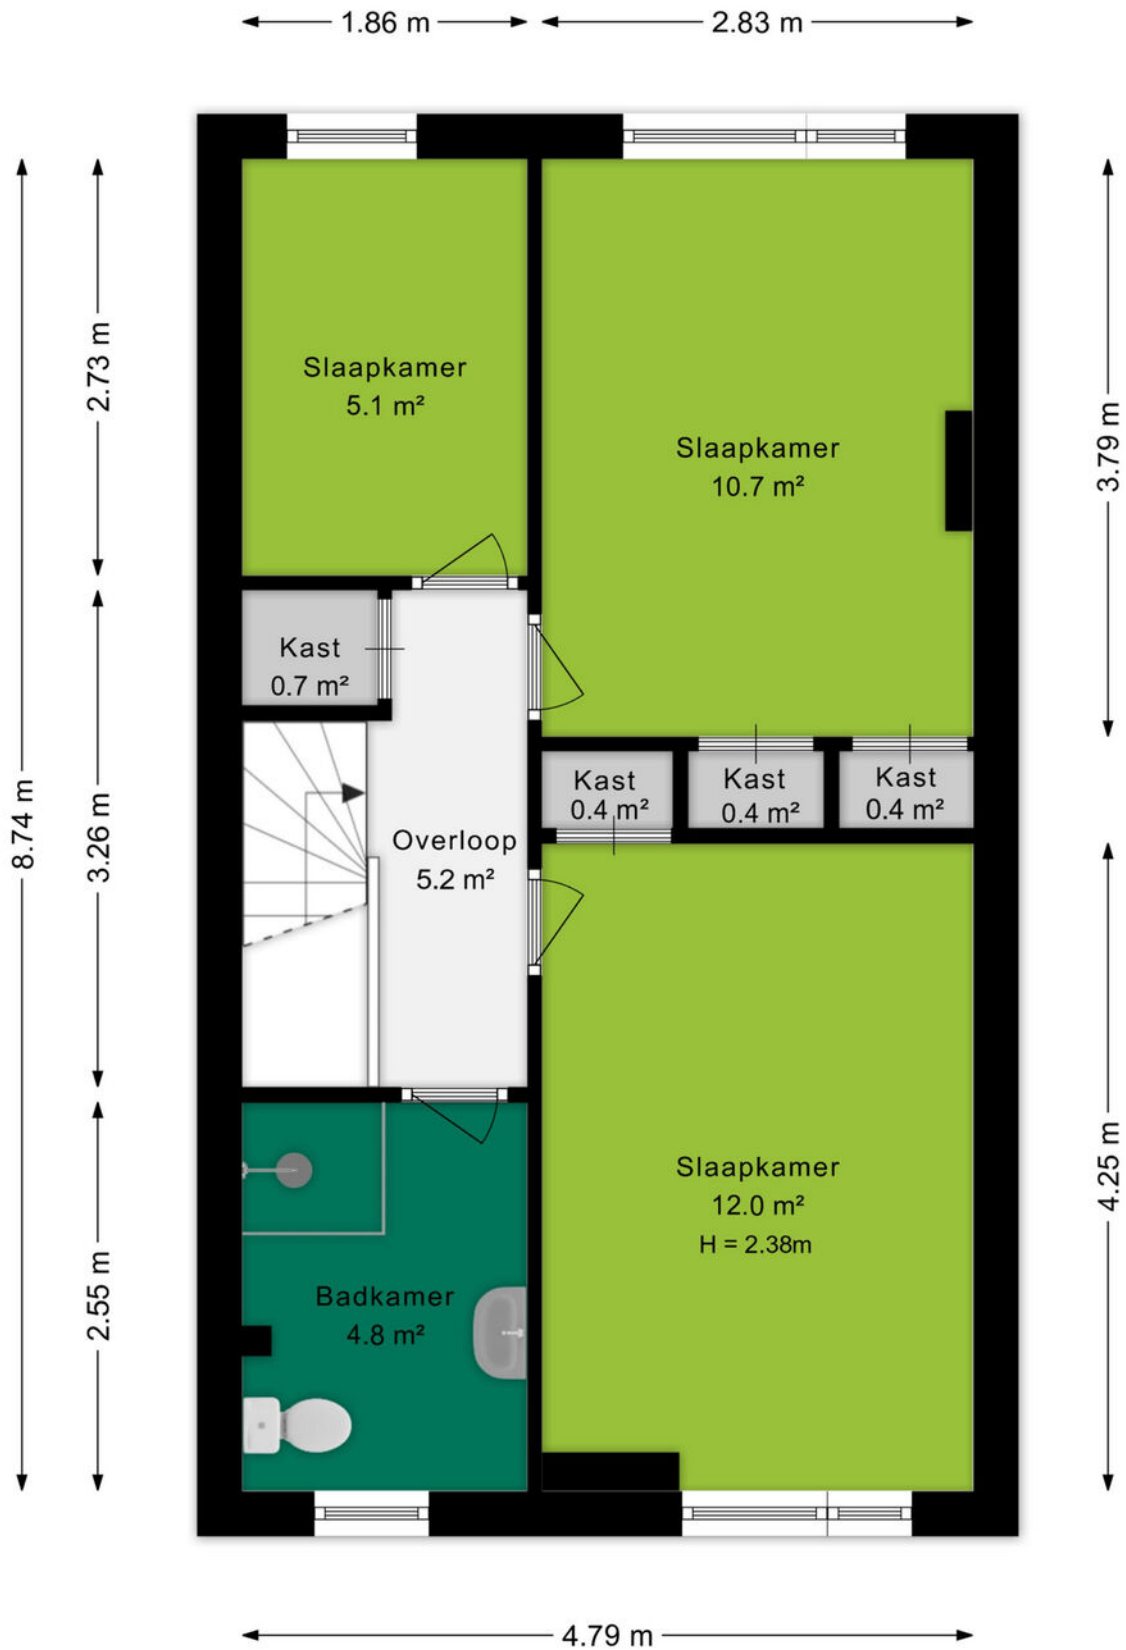 1.86 m
2.83 m
8.74 m
2.73 m
3.26 m
2.55 m
3.79 m
4.25 m
Slaapkamer
5.1 m²
Slaapkamer
10.7 m²
Kast
0.7 m²
Kast
0.4 m²
Kast
0.4 m²
Kast
0.4 m²
Overloop
5.2 m²
Slaapkamer
12.0 m²
H = 2.38m
Badkamer
4.8 m²
4.79 m